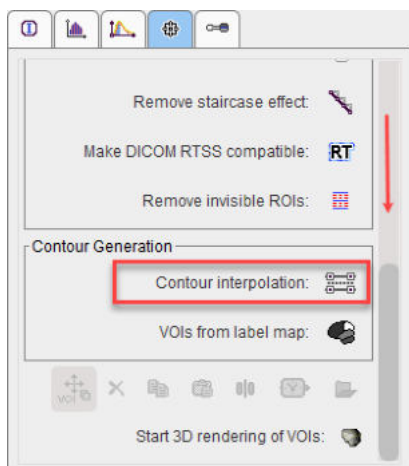 Remove staircase effect:
Make DICOM RTSS compatible: RT
Remove invisible ROIs:
Contour Generation
Contour interpolation:
VOIs from label map:
VOI
Start 3D rendering of VOIs: